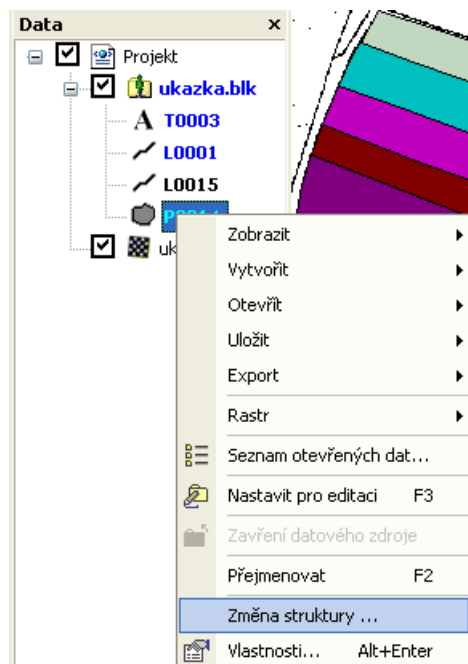 Data x
Projekt
ukazka.blk
T0003
L0001
L0015
Zobrazit
Vytvořit
Otevřít
Uložit
Export
Rastr
Seznam otevřených dat...
Nastavit pro editaci F3
Zavření datového zdroje
Přejmenovat F2
Změna struktury ...
Vlastnosti... Alt+Enter